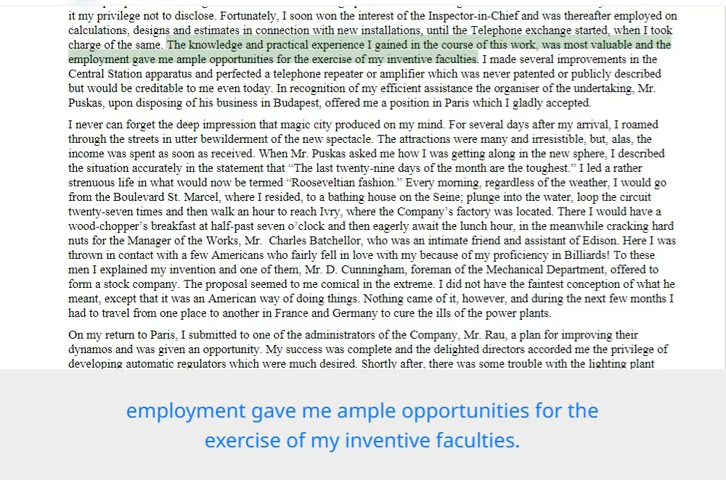 it my privilege not to disclose. Fortunately, I soon won the interest of the Inspector-in-Chief and was thereafter employed on
calculations, designs and estimates in connection with new installations, until the Telephone exchange started, when I took
charge of the same. The knowledge and practical experience I gained in the course of this work, was most valuable and the
employment gave me ample opportunities for the exercise of my inventive faculties. I made several improvements in the
Central Station apparatus and perfected a telephone repeater or amplifier which was never patented or publicly described
but would be creditable to me even today. In recognition of my efficient assistance the organiser of the undertaking, Mr.
Puskas, upon disposing of his business in Budapest, offered me a position in Paris which I gladly accepted.
I never can forget the deep impression that magic city produced on my mind. For several days after my arrival, I roamed
through the streets in utter bewilderment of the new spectacle. The attractions were many and irresistible, but, alas, the
income was spent as soon as received. When Mr. Puskas asked me how I was getting along in the new sphere, I described
the situation accurately in the statement that “The last twenty-nine days of the month are the toughest.” I led a rather
strenuous life in what would now be termed “Rooseveltian fashion.” Every morning, regardless of the weather, I would go
from the Boulevard St. Marcel, where I resided, to a bathing house on the Seine; plunge into the water, loop the circuit
twenty-seven times and then walk an hour to reach Ivry, where the Company’s factory was located. There I would have a
wood-chopper’s breakfast at half-past seven o’clock and then eagerly await the lunch hour, in the meanwhile cracking hard
nuts for the Manager of the Works, Mr. Charles Batchellor, who was an intimate friend and assistant of Edison. Here I was
thrown in contact with a few Americans who fairly fell in love with my because of my proficiency in Billiards! To these
men I explained my invention and one of them, Mr. D. Cunningham, foreman of the Mechanical Department, offered to
form a stock company. The proposal seemed to me comical in the extreme. I did not have the faintest conception of what he
meant, except that it was an American way of doing things. Nothing came of it, however, and during the next few months I
had to travel from one place to another in France and Germany to cure the ills of the power plants.
On my return to Paris, I submitted to one of the administrators of the Company, Mr. Rau, a plan for improving their
dynamos and was given an opportunity. My success was complete and the delighted directors accorded me the privilege of
developing automatic regulators which were much desired. Shortly after, there was some trouble with the lighting plant
employment gave me ample opportunities for the
exercise of my inventive faculties.